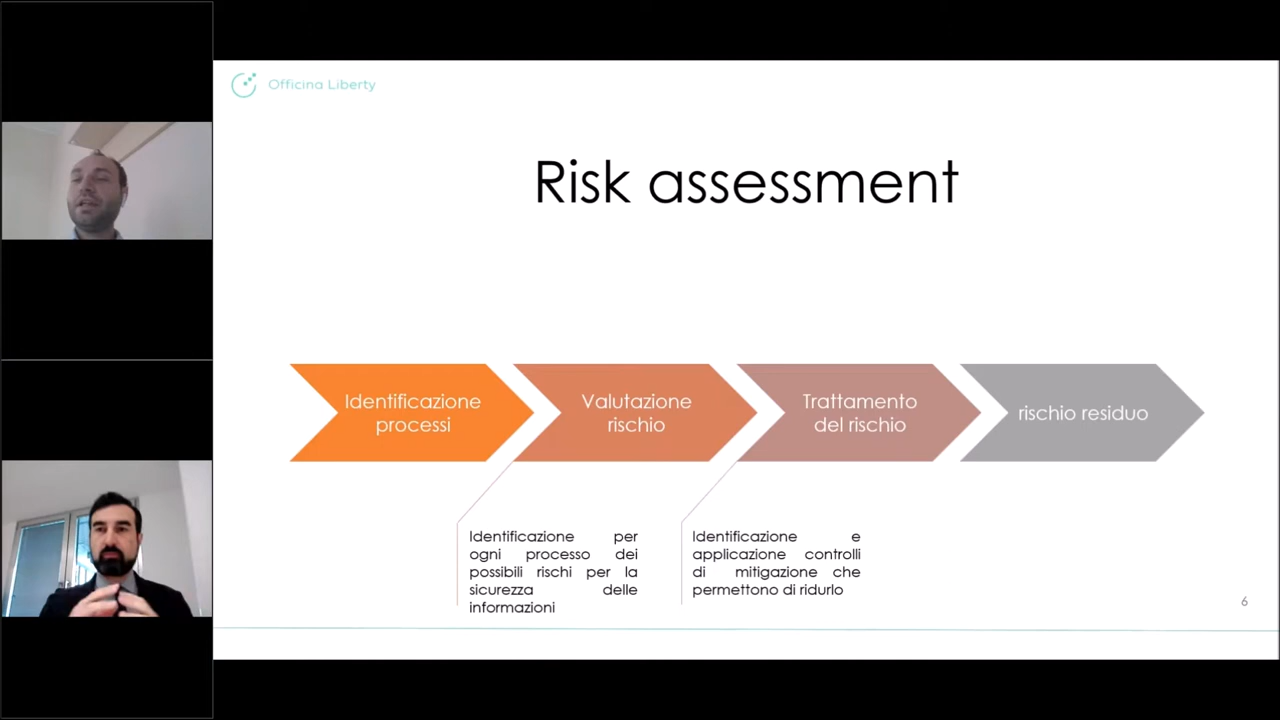 Officina Liberty
Risk assessment
Identificazione
processi
Valutazione
rischio
Trattamento
del rischio
rischio residuo
Identificazione per
ogni processo dei
possibili rischi per la
sicurezza delle
informazioni
Identificazione e
applicazione controlli
di mitigazione che
permettono di ridurlo
6